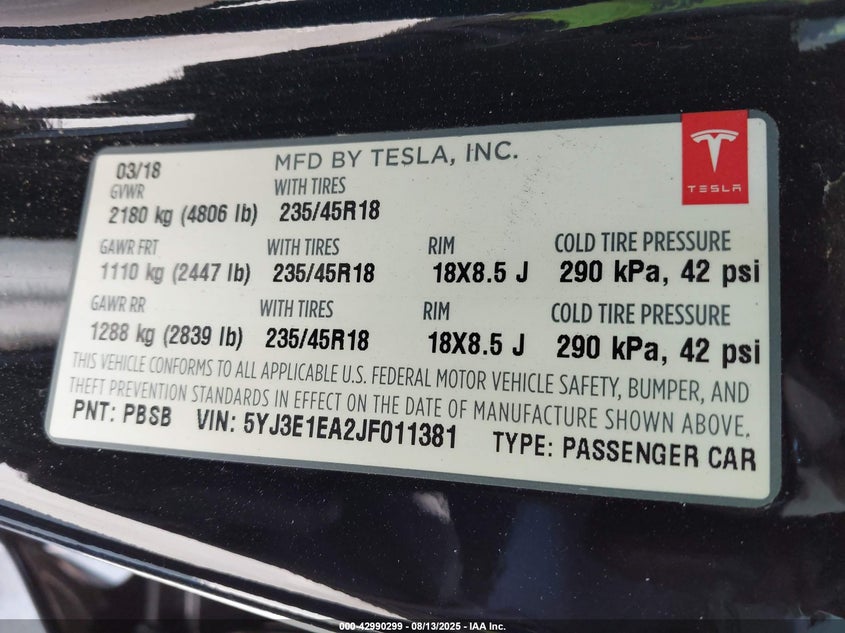 03/18 MFD BY TESLA, INC.
TESLA
GVWR WITH TIRES
2180 kg (4806 lb) 235/45R18
GAWR FRT WITH TIRES RIM COLD TIRE PRESSURE
1110 kg (2447 lb) 235/45R18 18X8.5 J 290 kPa, 42 psi
GAWR RR WITH TIRES RIM COLD TIRE PRESSURE
1288 kg (2839 lb) 235/45R18 18X8.5 J 290 kPa, 42 psi
THIS VEHICLE CONFORMS TO ALL APPLICABLE U.S. FEDERAL MOTOR VEHICLE SAFETY, BUMPER, AND
THEFT PREVENTION STANDARDS IN EFFECT ON THE DATE OF MANUFACTURE SHOWN ABOVE.
PNT: PBSB VIN: 5YJ3E1EA2JF011381 TYPE: PASSENGER CAR
000-42990299 - 08/13/2025 - IAA Inc.